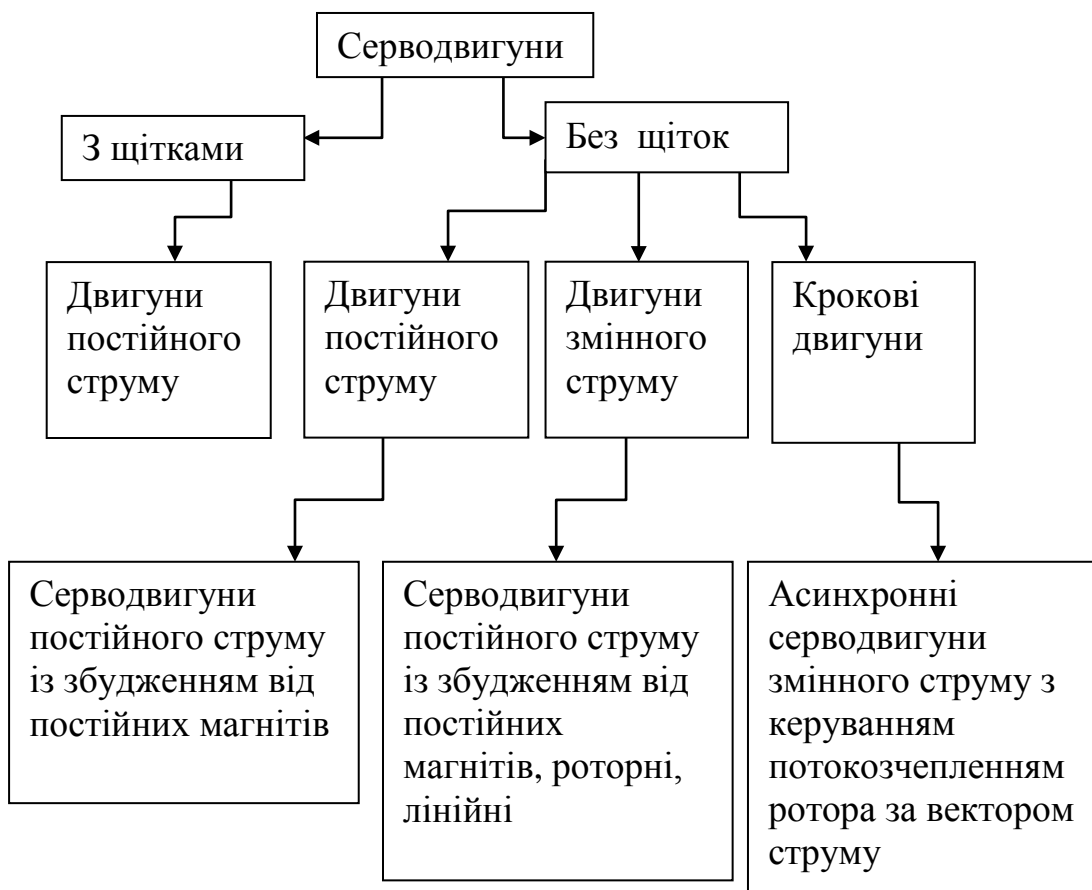 Серводвигуни
З щітками
Без щіток
Двигуни
постійного
струму
Двигуни
постійного
струму
Двигуни
змінного
струму
Крокові
двигуни
Серводвигуни
постійного струму
із збудженням від
постійних магнітів
Серводвигуни
постійного струму
із збудженням від
постійних
магнітів, роторні,
лінійні
Асинхронні
серводвигуни
змінного струму з
керуванням
потокозчепленням
ротора за вектором
струму